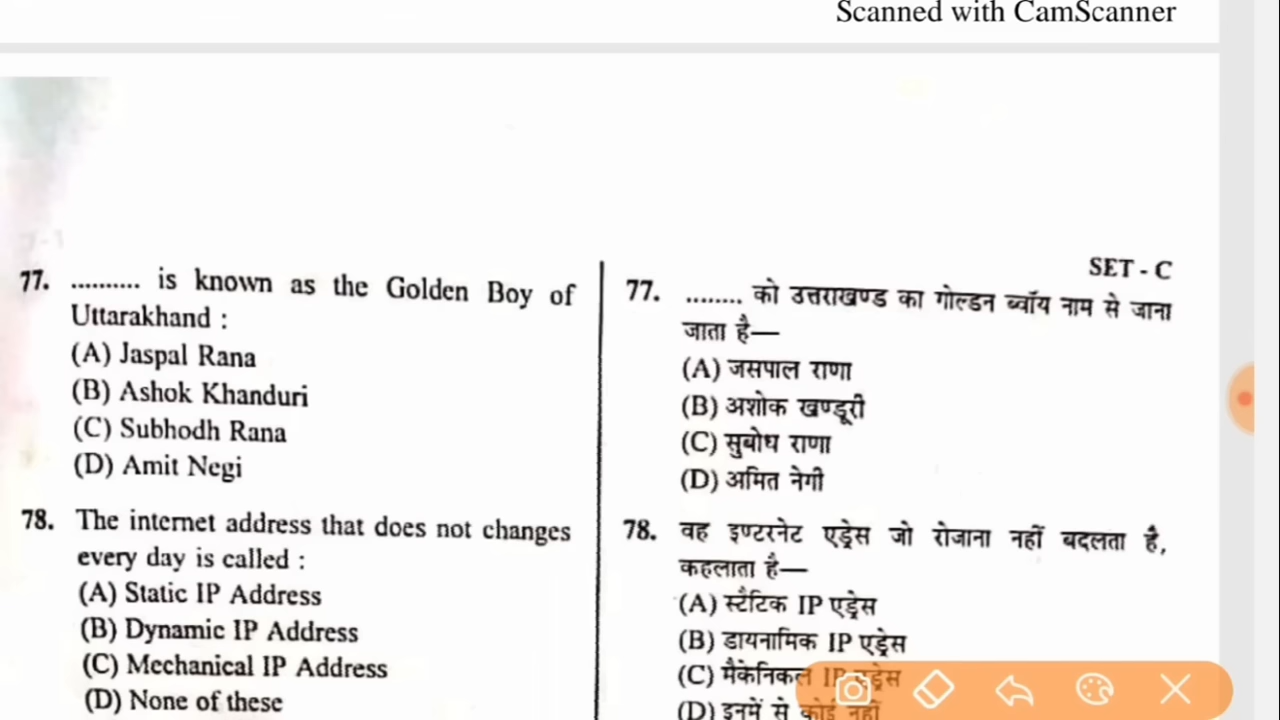 Scanned with CamScanner
SET - C
77. .......... is known as the Golden Boy of
Uttarakhand :
(A) Jaspal Rana
(B) Ashok Khanduri
(C) Subhodh Rana
(D) Amit Negi
78. The internet address that does not changes
every day is called :
(A) Static IP Address
(B) Dynamic IP Address
(C) Mechanical IP Address
(D) None of these
77. ........ को उत्तराखण्ड का गोल्डन ब्वॉय नाम से जाना
जाता है—
(A) जसपाल राणा
(B) अशोक खण्डूरी
(C) सुबोध राणा
(D) अमित नेगी
78. वह इण्टरनेट एड्रेस जो रोजाना नहीं बदलता है,
कहलाता है—
(A) स्टैटिक IP एड्रेस
(B) डायनामिक IP एड्रेस
(C) मैकेनिकल IP एड्रेस
(D) इनमें से कोई नहीं